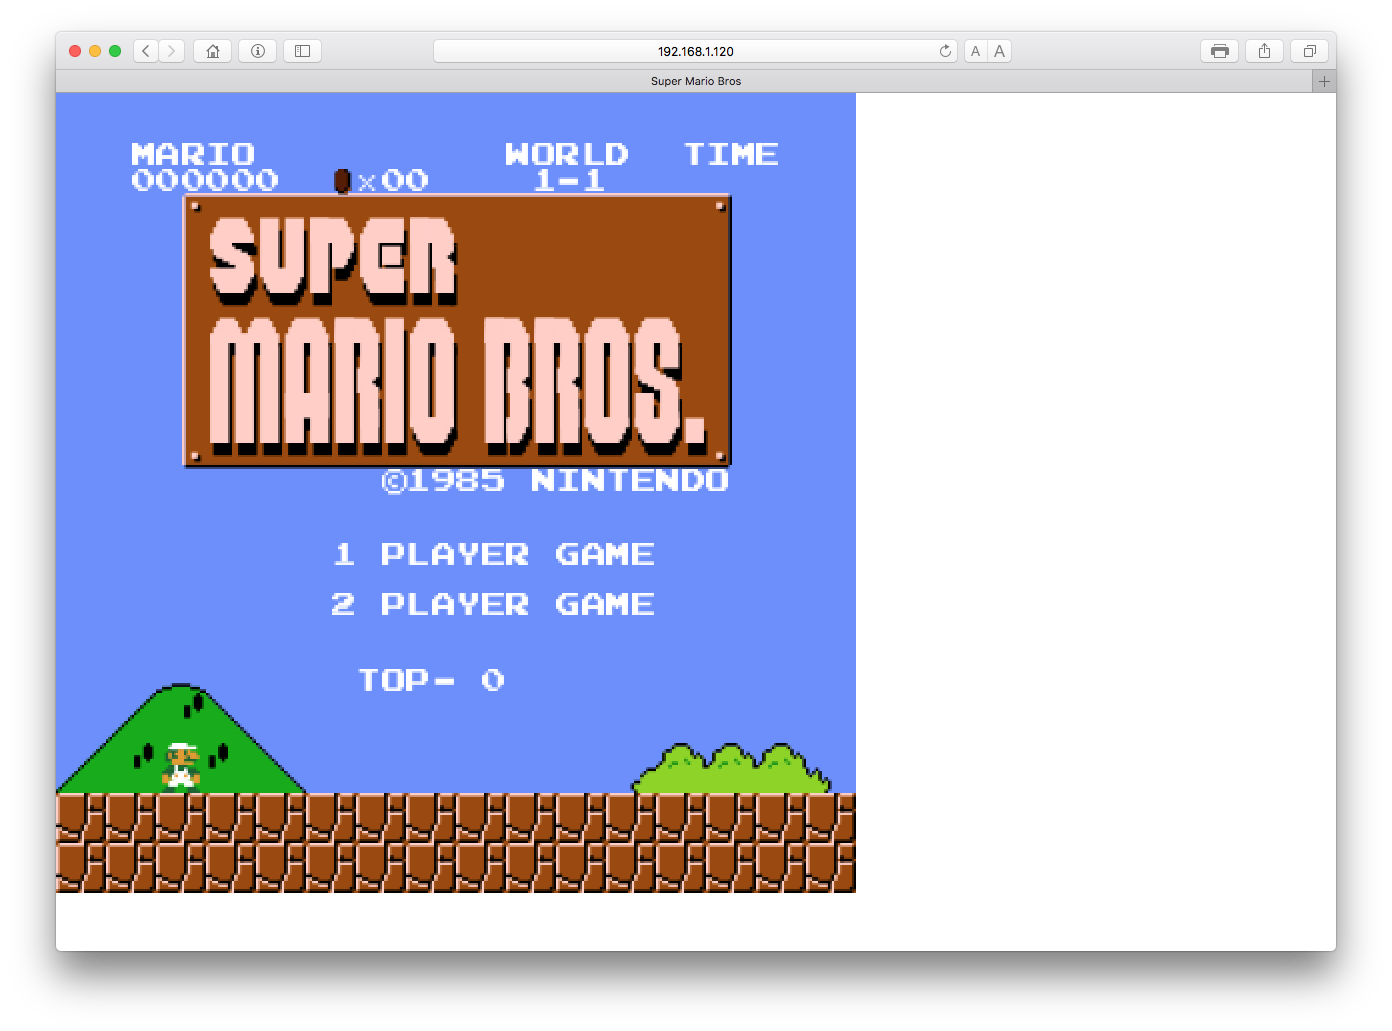 192.168.1.120
A A
Super Mario Bros
MARIO WORLD TIME
000000 x00 1-1
SUPER
MARIO BROS.
©1985 NINTENDO
1 PLAYER GAME
2 PLAYER GAME
TOP- 0